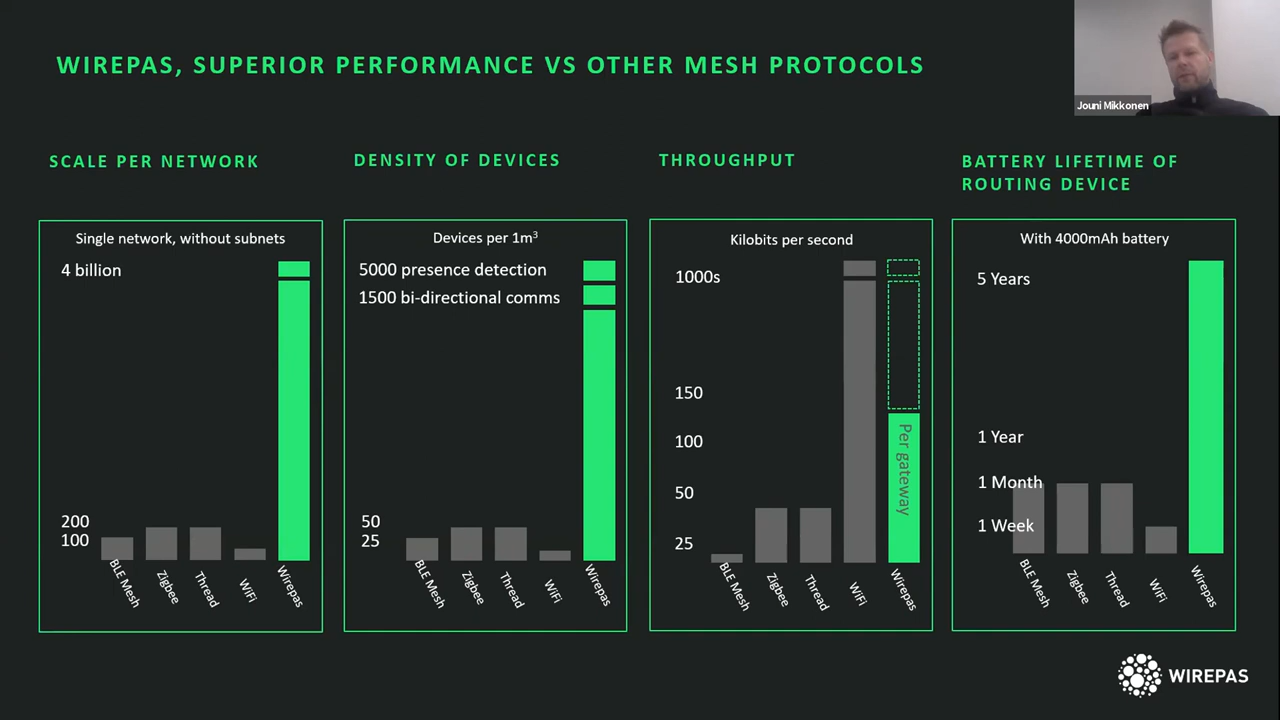 WIREPAS, SUPERIOR PERFORMANCE VS OTHER MESH PROTOCOLS
Jouni Mikkonen
SCALE PER NETWORK
Single network, without subnets
4 billion
200
100
BLE Mesh
Zigbee
Thread
WiFi
Wirepas
DENSITY OF DEVICES
Devices per 1m³
5000 presence detection
1500 bi-directional comms
50
25
BLE Mesh
Zigbee
Thread
WiFi
Wirepas
THROUGHPUT
Kilobits per second
1000s
150
100
50
25
Per gateway
BLE Mesh
Zigbee
Thread
WiFi
Wirepas
BATTERY LIFETIME OF
ROUTING DEVICE
With 4000mAh battery
5 Years
1 Year
1 Month
1 Week
BLE Mesh
Zigbee
Thread
WiFi
Wirepas
WIREPAS